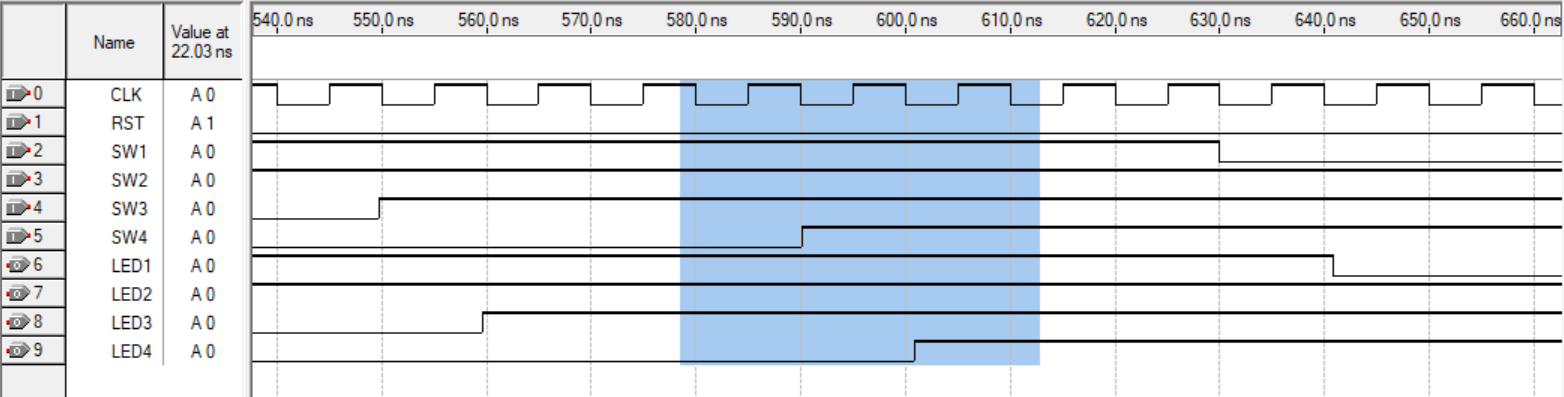 540.0 ns 550.0 ns 560.0 ns 570.0 ns 580.0 ns 590.0 ns 600.0 ns 610.0 ns 620.0 ns 630.0 ns 640.0 ns 650.0 ns 660.0 ns
Name Value at 22.03 ns
0 CLK A 0
1 RST A 1
2 SW1 A 0
3 SW2 A 0
4 SW3 A 0
5 SW4 A 0
6 LED1 A 0
7 LED2 A 0
8 LED3 A 0
9 LED4 A 0